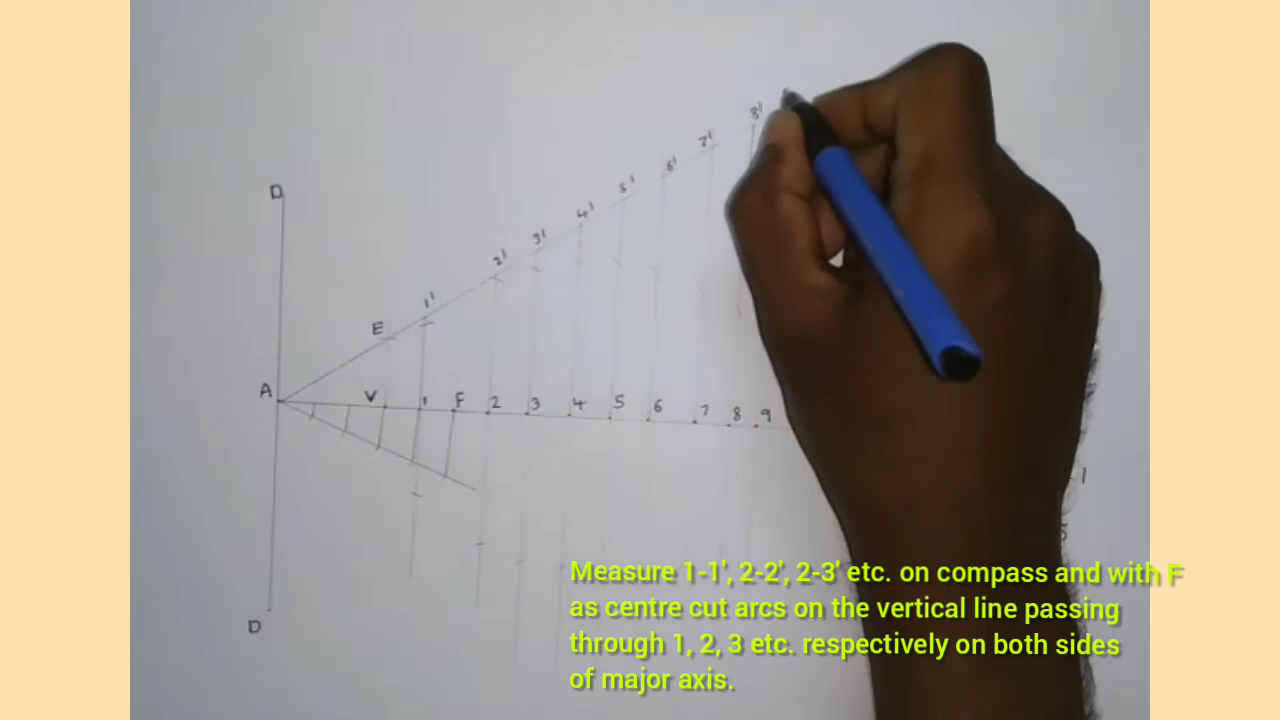 8'
7'
6'
5'
4'
3'
2'
1'
D
E
A V 1 F 2 3 4 5 6 7 8 9
D
Measure 1-1', 2-2', 2-3' etc. on compass and with F
as centre cut arcs on the vertical line passing
through 1, 2, 3 etc. respectively on both sides
of major axis.